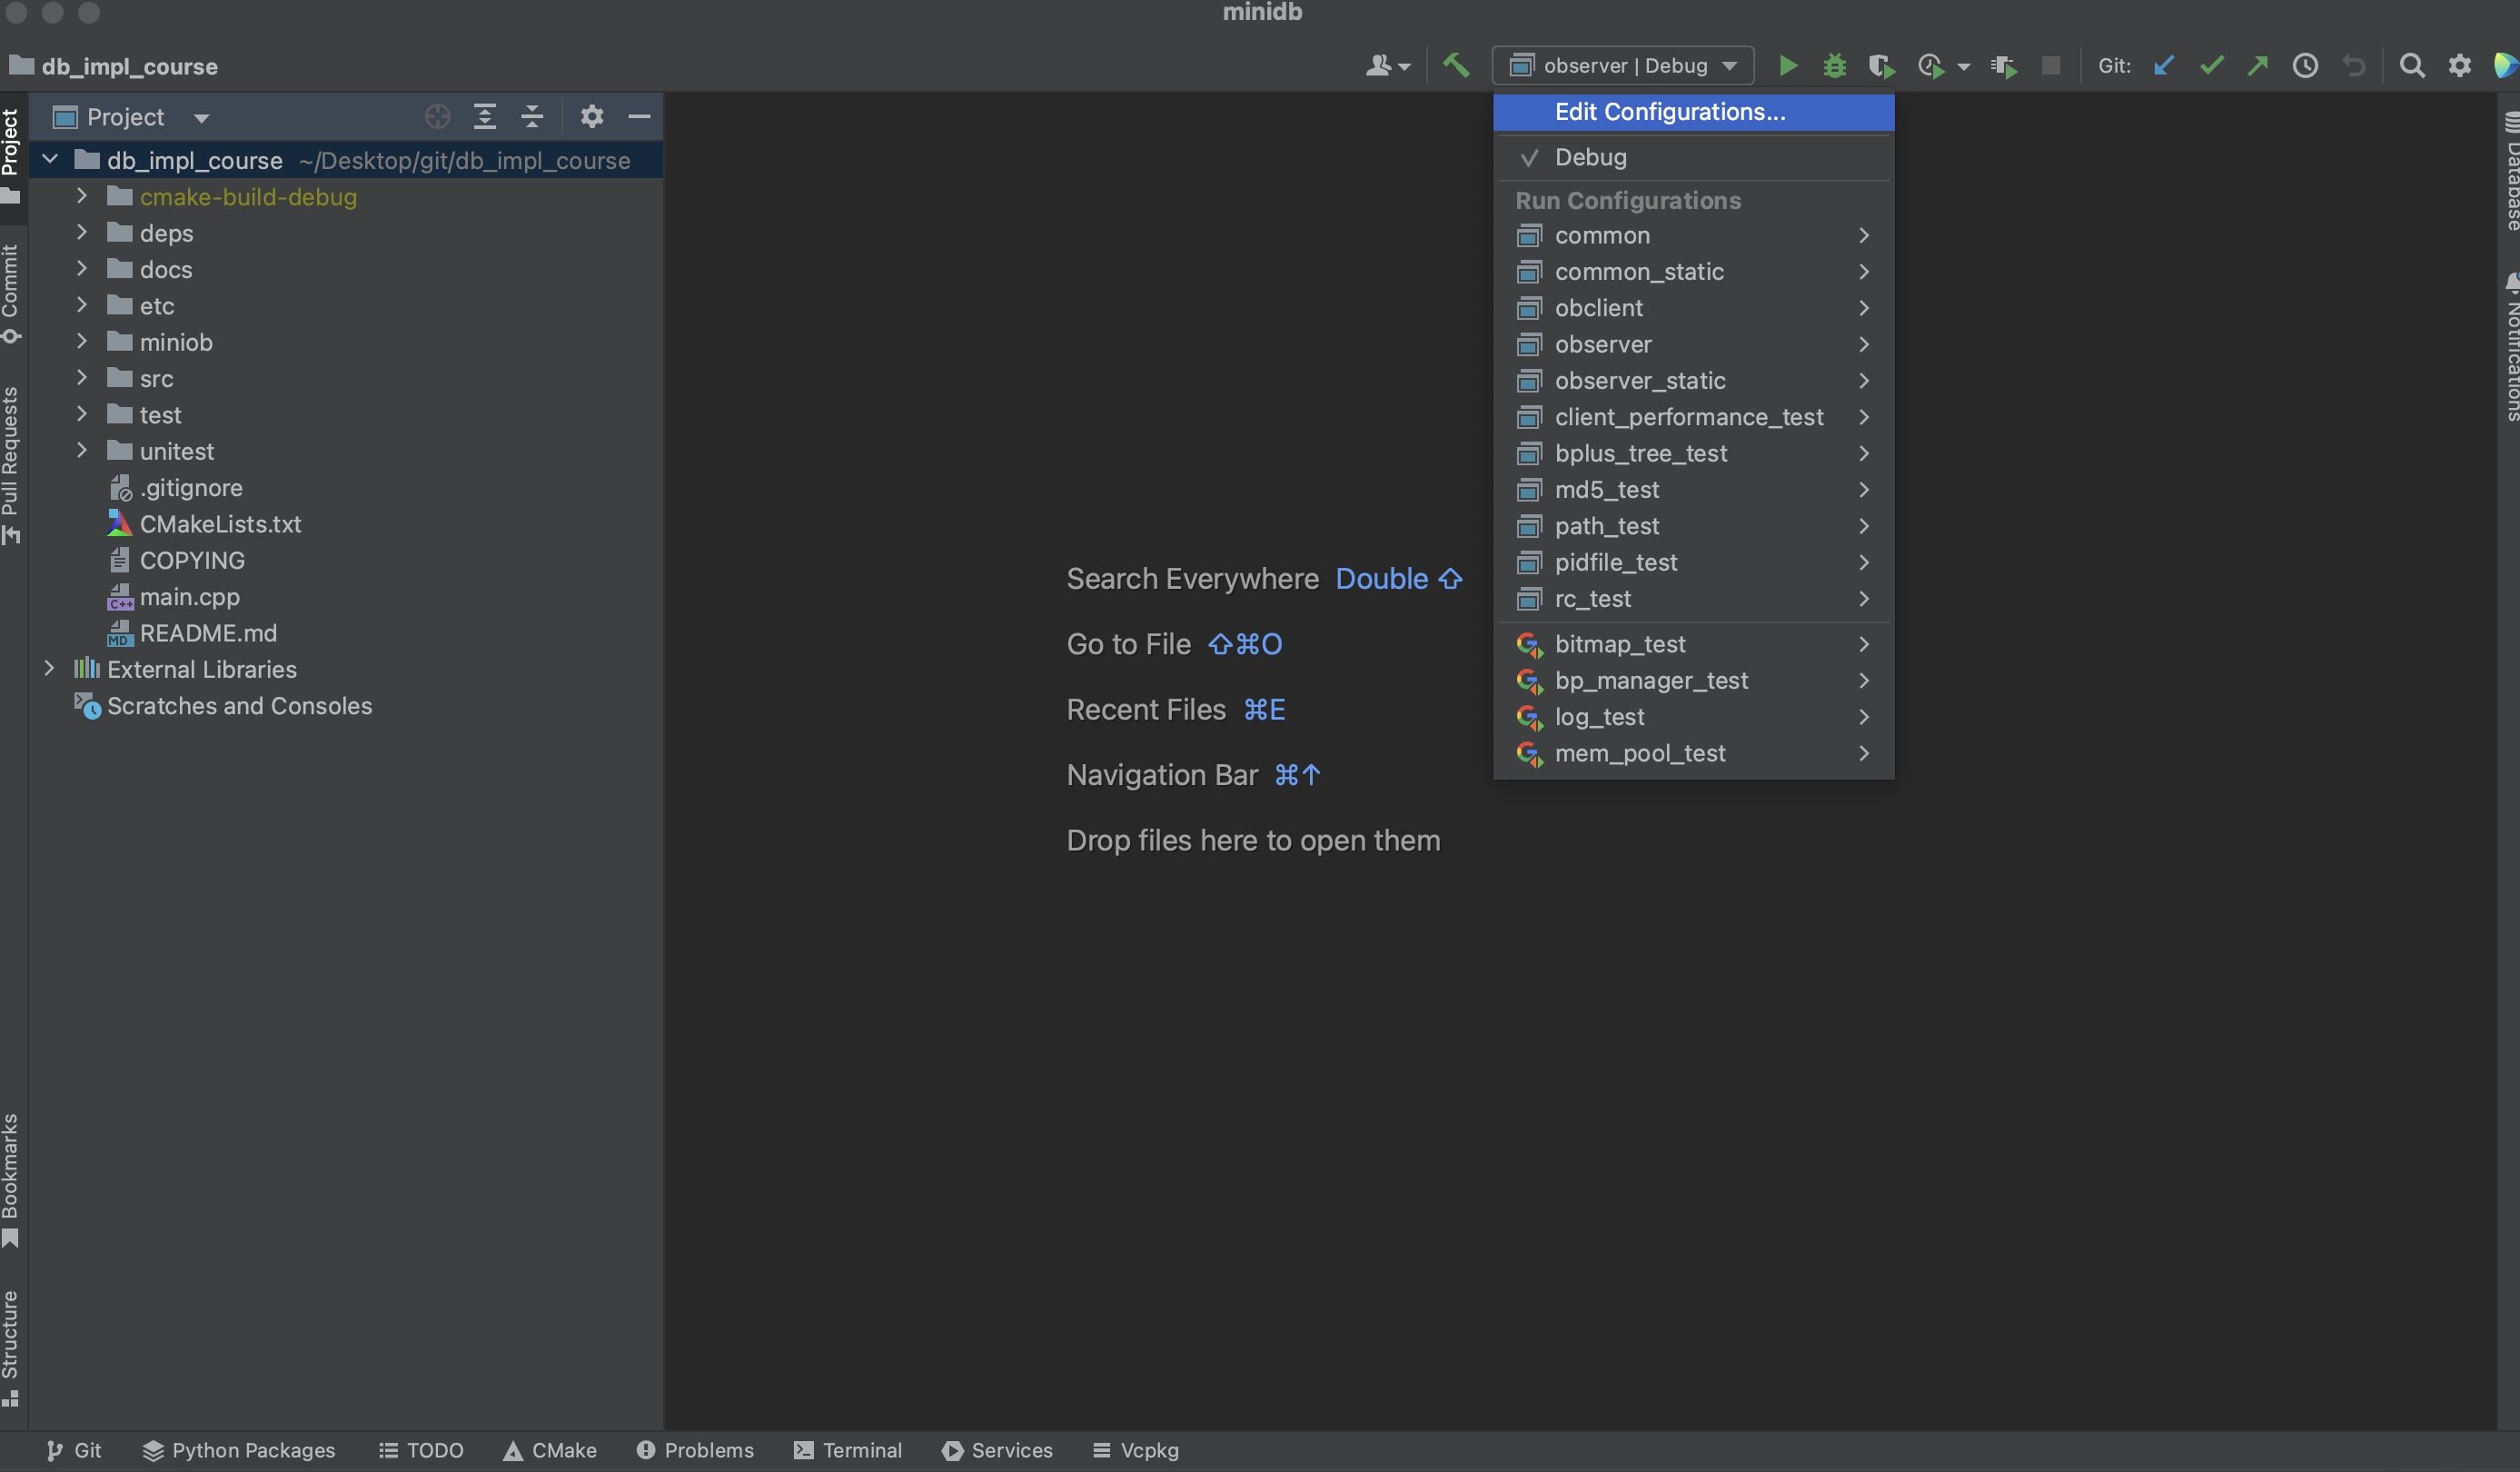 minidb
db_impl_course
observer | Debug
Git:
Project
Edit Configurations...
Debug
Run Configurations
common
common_static
obclient
observer
observer_static
client_performance_test
bplus_tree_test
md5_test
path_test
pidfile_test
rc_test
bitmap_test
bp_manager_test
log_test
mem_pool_test
db_impl_course ~/Desktop/git/db_impl_course
cmake-build-debug
deps
docs
etc
miniob
src
test
unitest
.gitignore
CMakeLists.txt
COPYING
C++ main.cpp
MD README.md
External Libraries
Scratches and Consoles
Search Everywhere Double ⇧
Go to File ⇧⌘O
Recent Files ⌘E
Navigation Bar ⌘↑
Drop files here to open them
Project
Commit
Pull Requests
Bookmarks
Structure
Database
Notifications
Git
Python Packages
TODO
CMake
Problems
Terminal
Services
Vcpkg